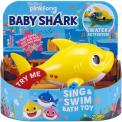 pinkfong
BABY SHARK
WATER ACTIVATED
TRY ME
SING &
SWIM
BATH TOY